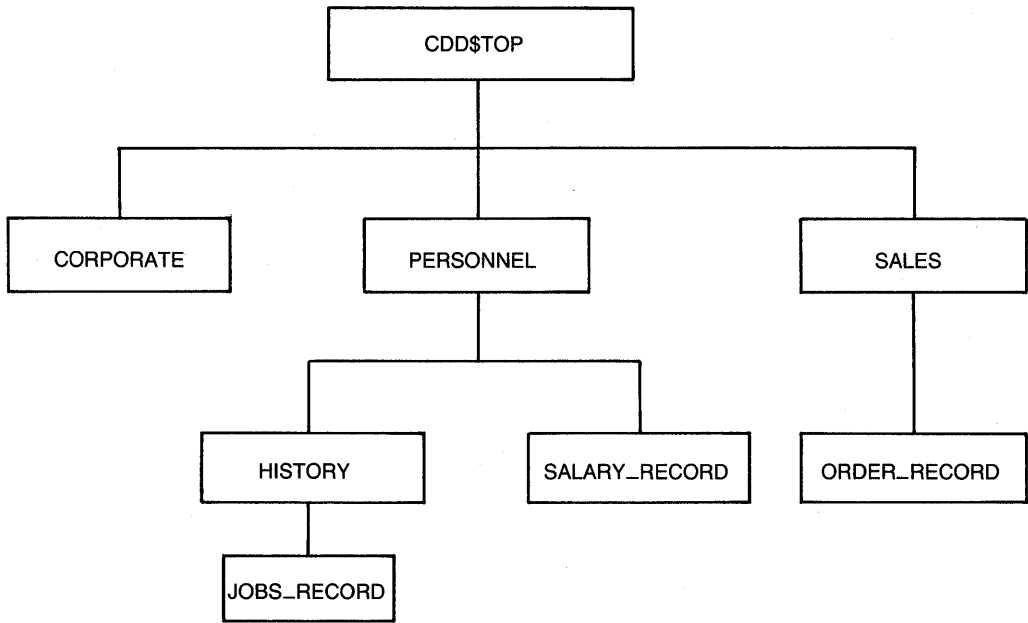 CDD$TOP
CORPORATE
PERSONNEL
SALES
HISTORY
SALARY_RECORD
ORDER_RECORD
JOBS_RECORD